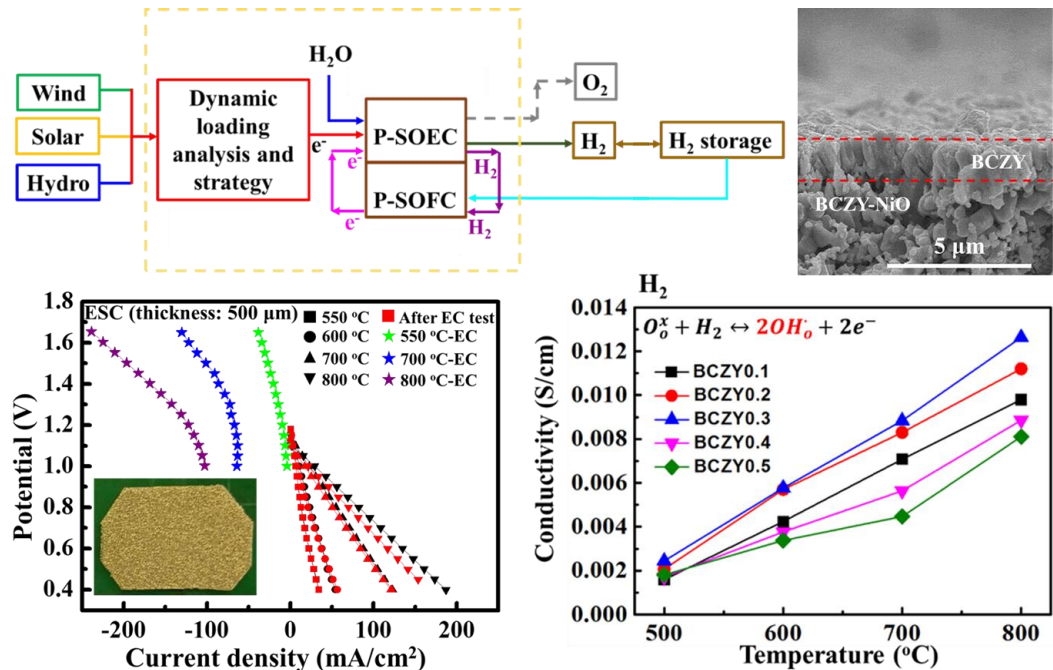 Wind
Solar
Hydro
Dynamic
loading
analysis and
strategy
e-
H₂O
P-SOEC
P-SOFC
e-
e-
H₂
H₂
O₂
H₂
H₂ storage
BCZY
BCZY-NiO
5 μm
ESC (thickness: 500 μm)
550 °C
600 °C
700 °C
800 °C
After EC test
550 °C-EC
700 °C-EC
800 °C-EC
1.8
1.6
1.4
1.2
1.0
0.8
0.6
0.4
Potential (V)
-200
-100
0
100
200
Current density (mA/cm²)
H₂
Oₒˣ + H₂ ↔ 2OHₒ˙ + 2e⁻
BCZY0.1
BCZY0.2
BCZY0.3
BCZY0.4
BCZY0.5
0.014
0.012
0.010
0.008
0.006
0.004
0.002
0.000
Conductivity (S/cm)
500
600
700
800
Temperature (°C)